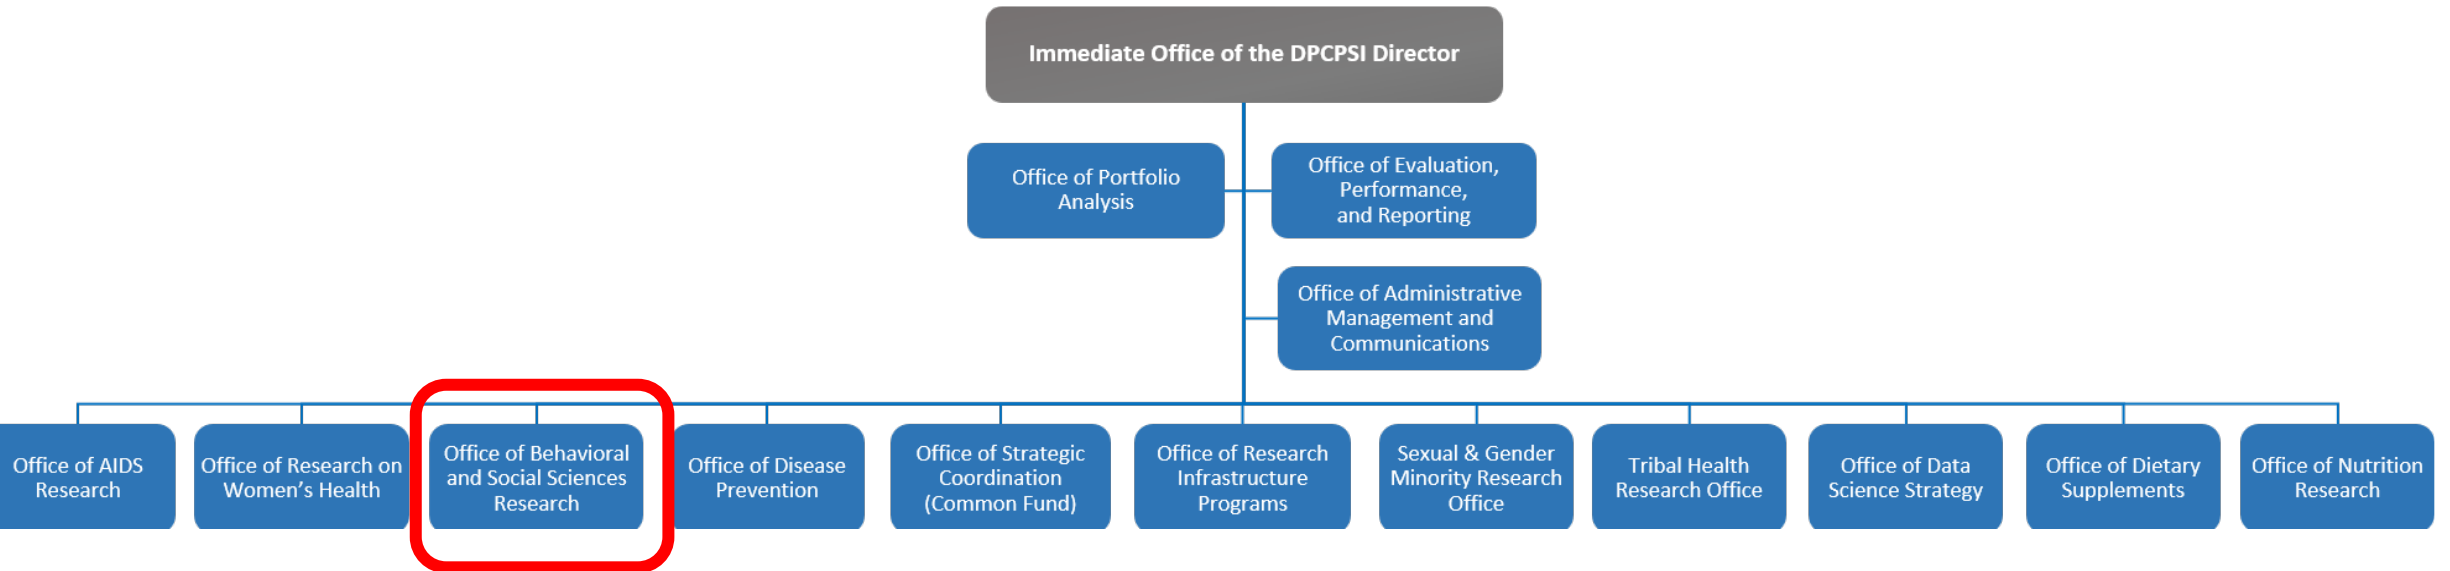 Immediate Office of the DPCPSI Director
Office of Portfolio
Analysis
Office of Evaluation,
Performance,
and Reporting
Office of Administrative
Management and
Communications
Office of AIDS
Research
Office of Research on
Women’s Health
Office of Behavioral
and Social Sciences
Research
Office of Disease
Prevention
Office of Strategic
Coordination
(Common Fund)
Office of Research
Infrastructure
Programs
Sexual & Gender
Minority Research
Office
Tribal Health
Research Office
Office of Data
Science Strategy
Office of Dietary
Supplements
Office of Nutrition
Research